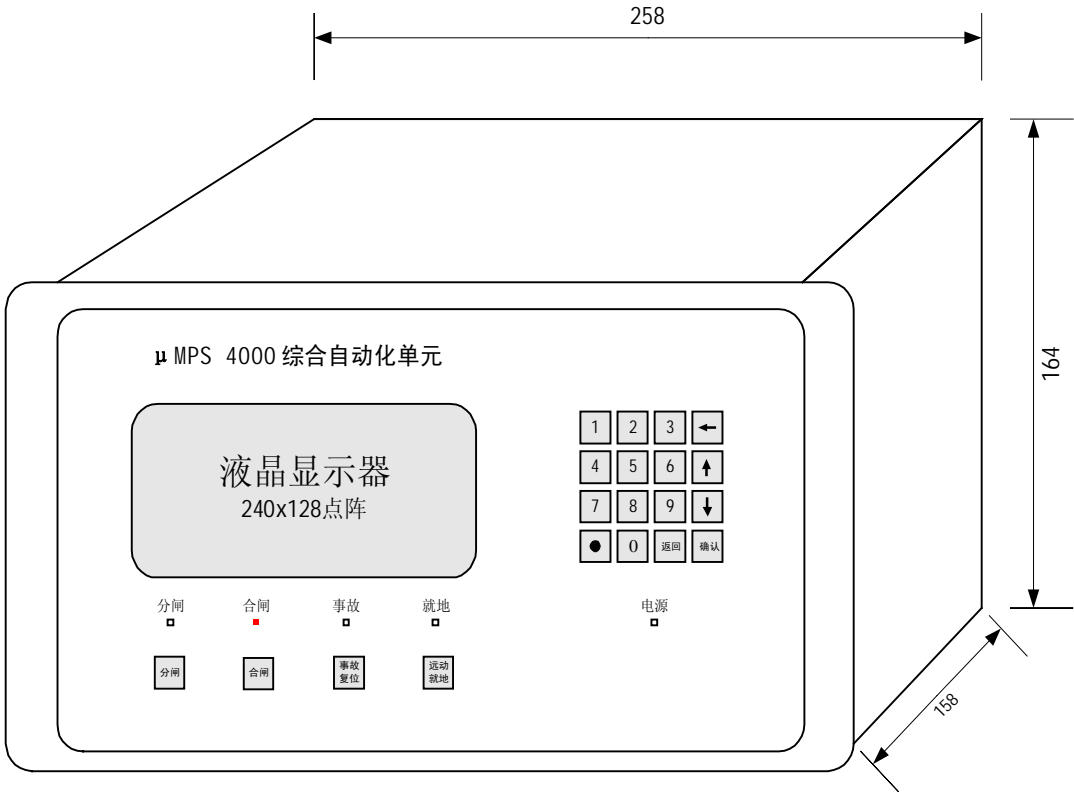 258
μMPS 4000 综合自动化单元
164
液晶显示器
240x128点阵
1 2 3 ←
4 5 6 ↑
7 8 9 ↓
● 0 返回 确认
分闸 合闸 事故 就地 电源
分闸 合闸 事故 远动
复位 就地
158